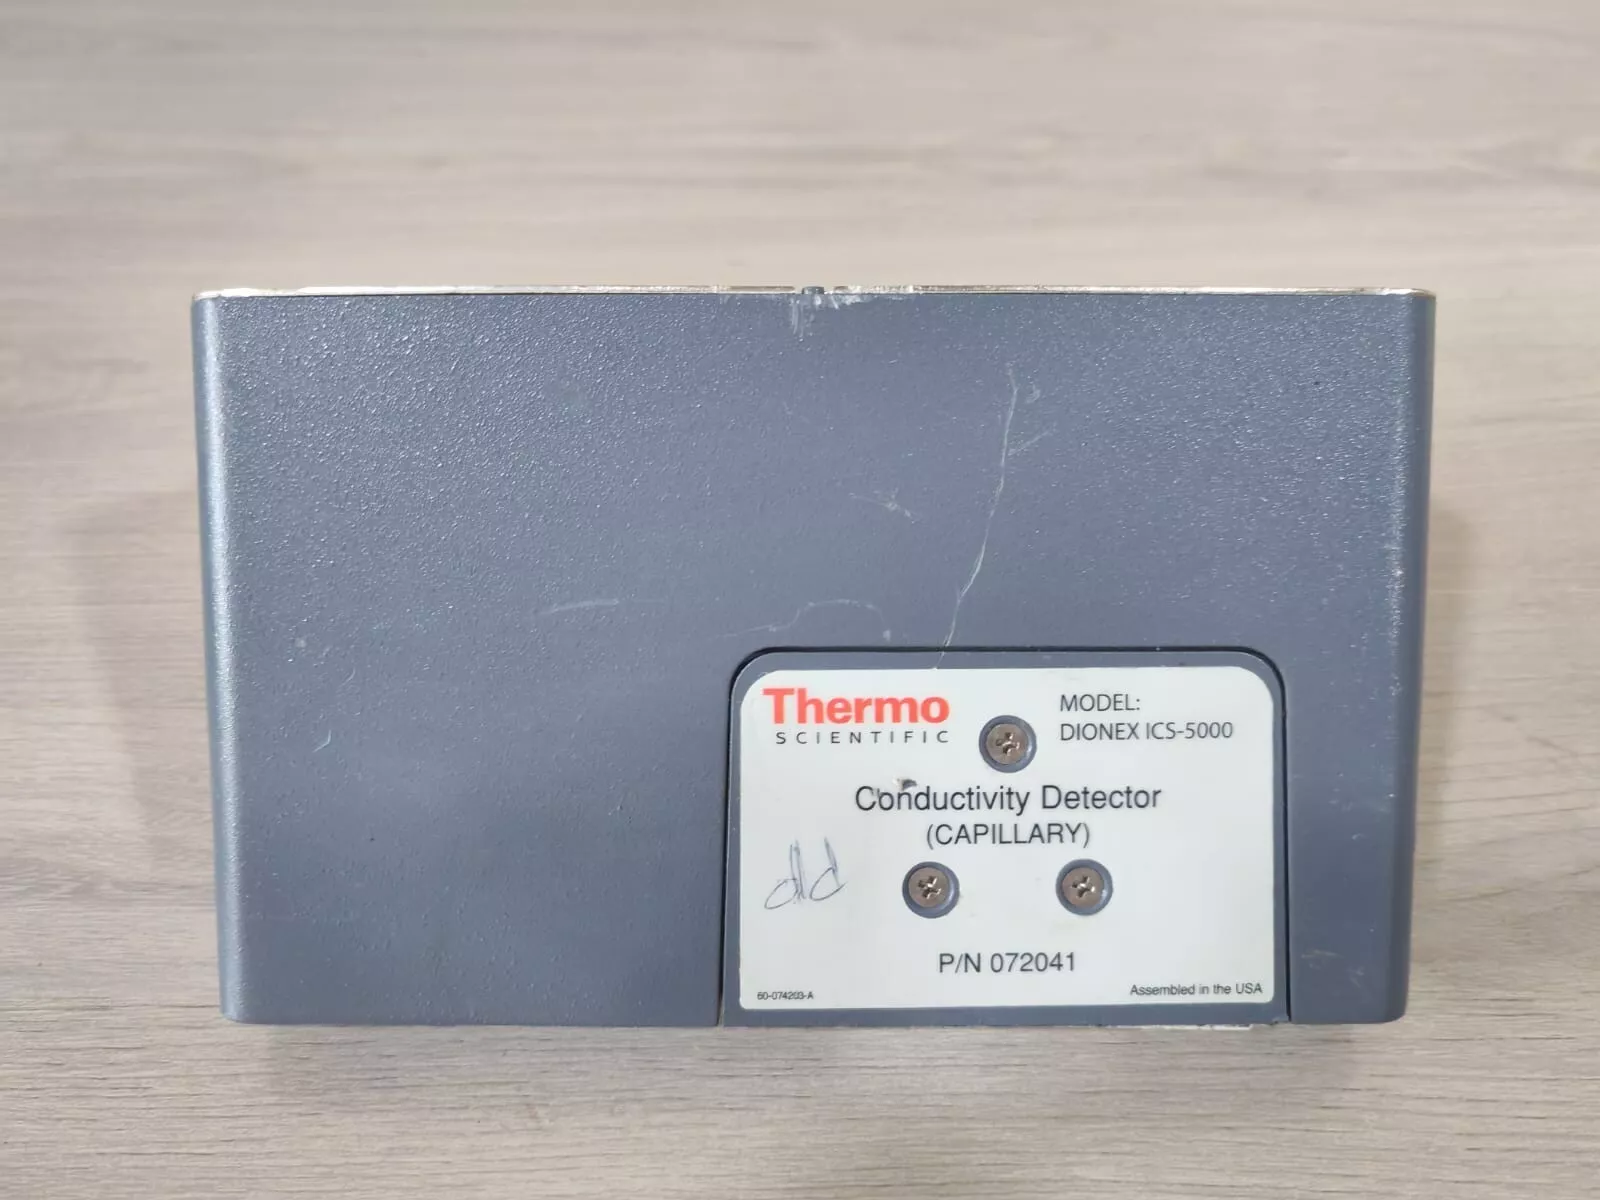 Thermo
SCIENTIFIC
MODEL:
DIONEX ICS-5000
Conductivity Detector
(CAPILLARY)
P/N 072041
60-074203-A
Assembled in the USA